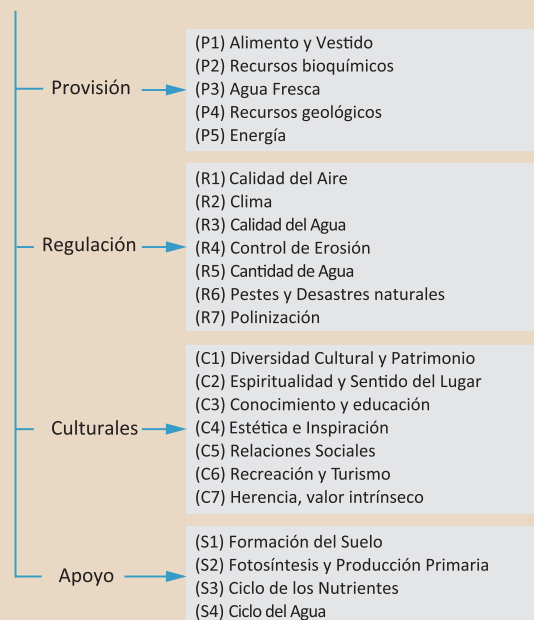 Provisión
(P1) Alimento y Vestido
(P2) Recursos bioquímicos
(P3) Agua Fresca
(P4) Recursos geológicos
(P5) Energía
Regulación
(R1) Calidad del Aire
(R2) Clima
(R3) Calidad del Agua
(R4) Control de Erosión
(R5) Cantidad de Agua
(R6) Pestes y Desastres naturales
(R7) Polinización
Culturales
(C1) Diversidad Cultural y Patrimonio
(C2) Espiritualidad y Sentido del Lugar
(C3) Conocimiento y educación
(C4) Estética e Inspiración
(C5) Relaciones Sociales
(C6) Recreación y Turismo
(C7) Herencia, valor intrínseco
Apoyo
(S1) Formación del Suelo
(S2) Fotosíntesis y Producción Primaria
(S3) Ciclo de los Nutrientes
(S4) Ciclo del Agua